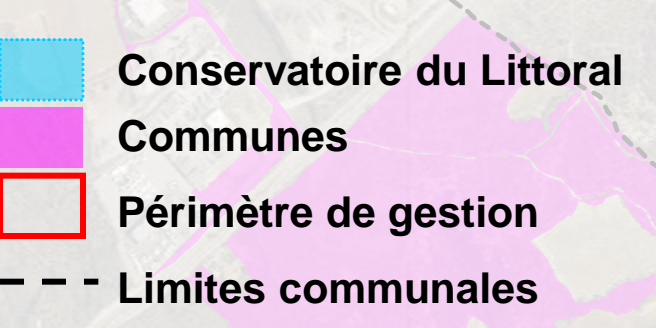 Conservatoire du Littoral
Communes
Périmètre de gestion
Limites communales